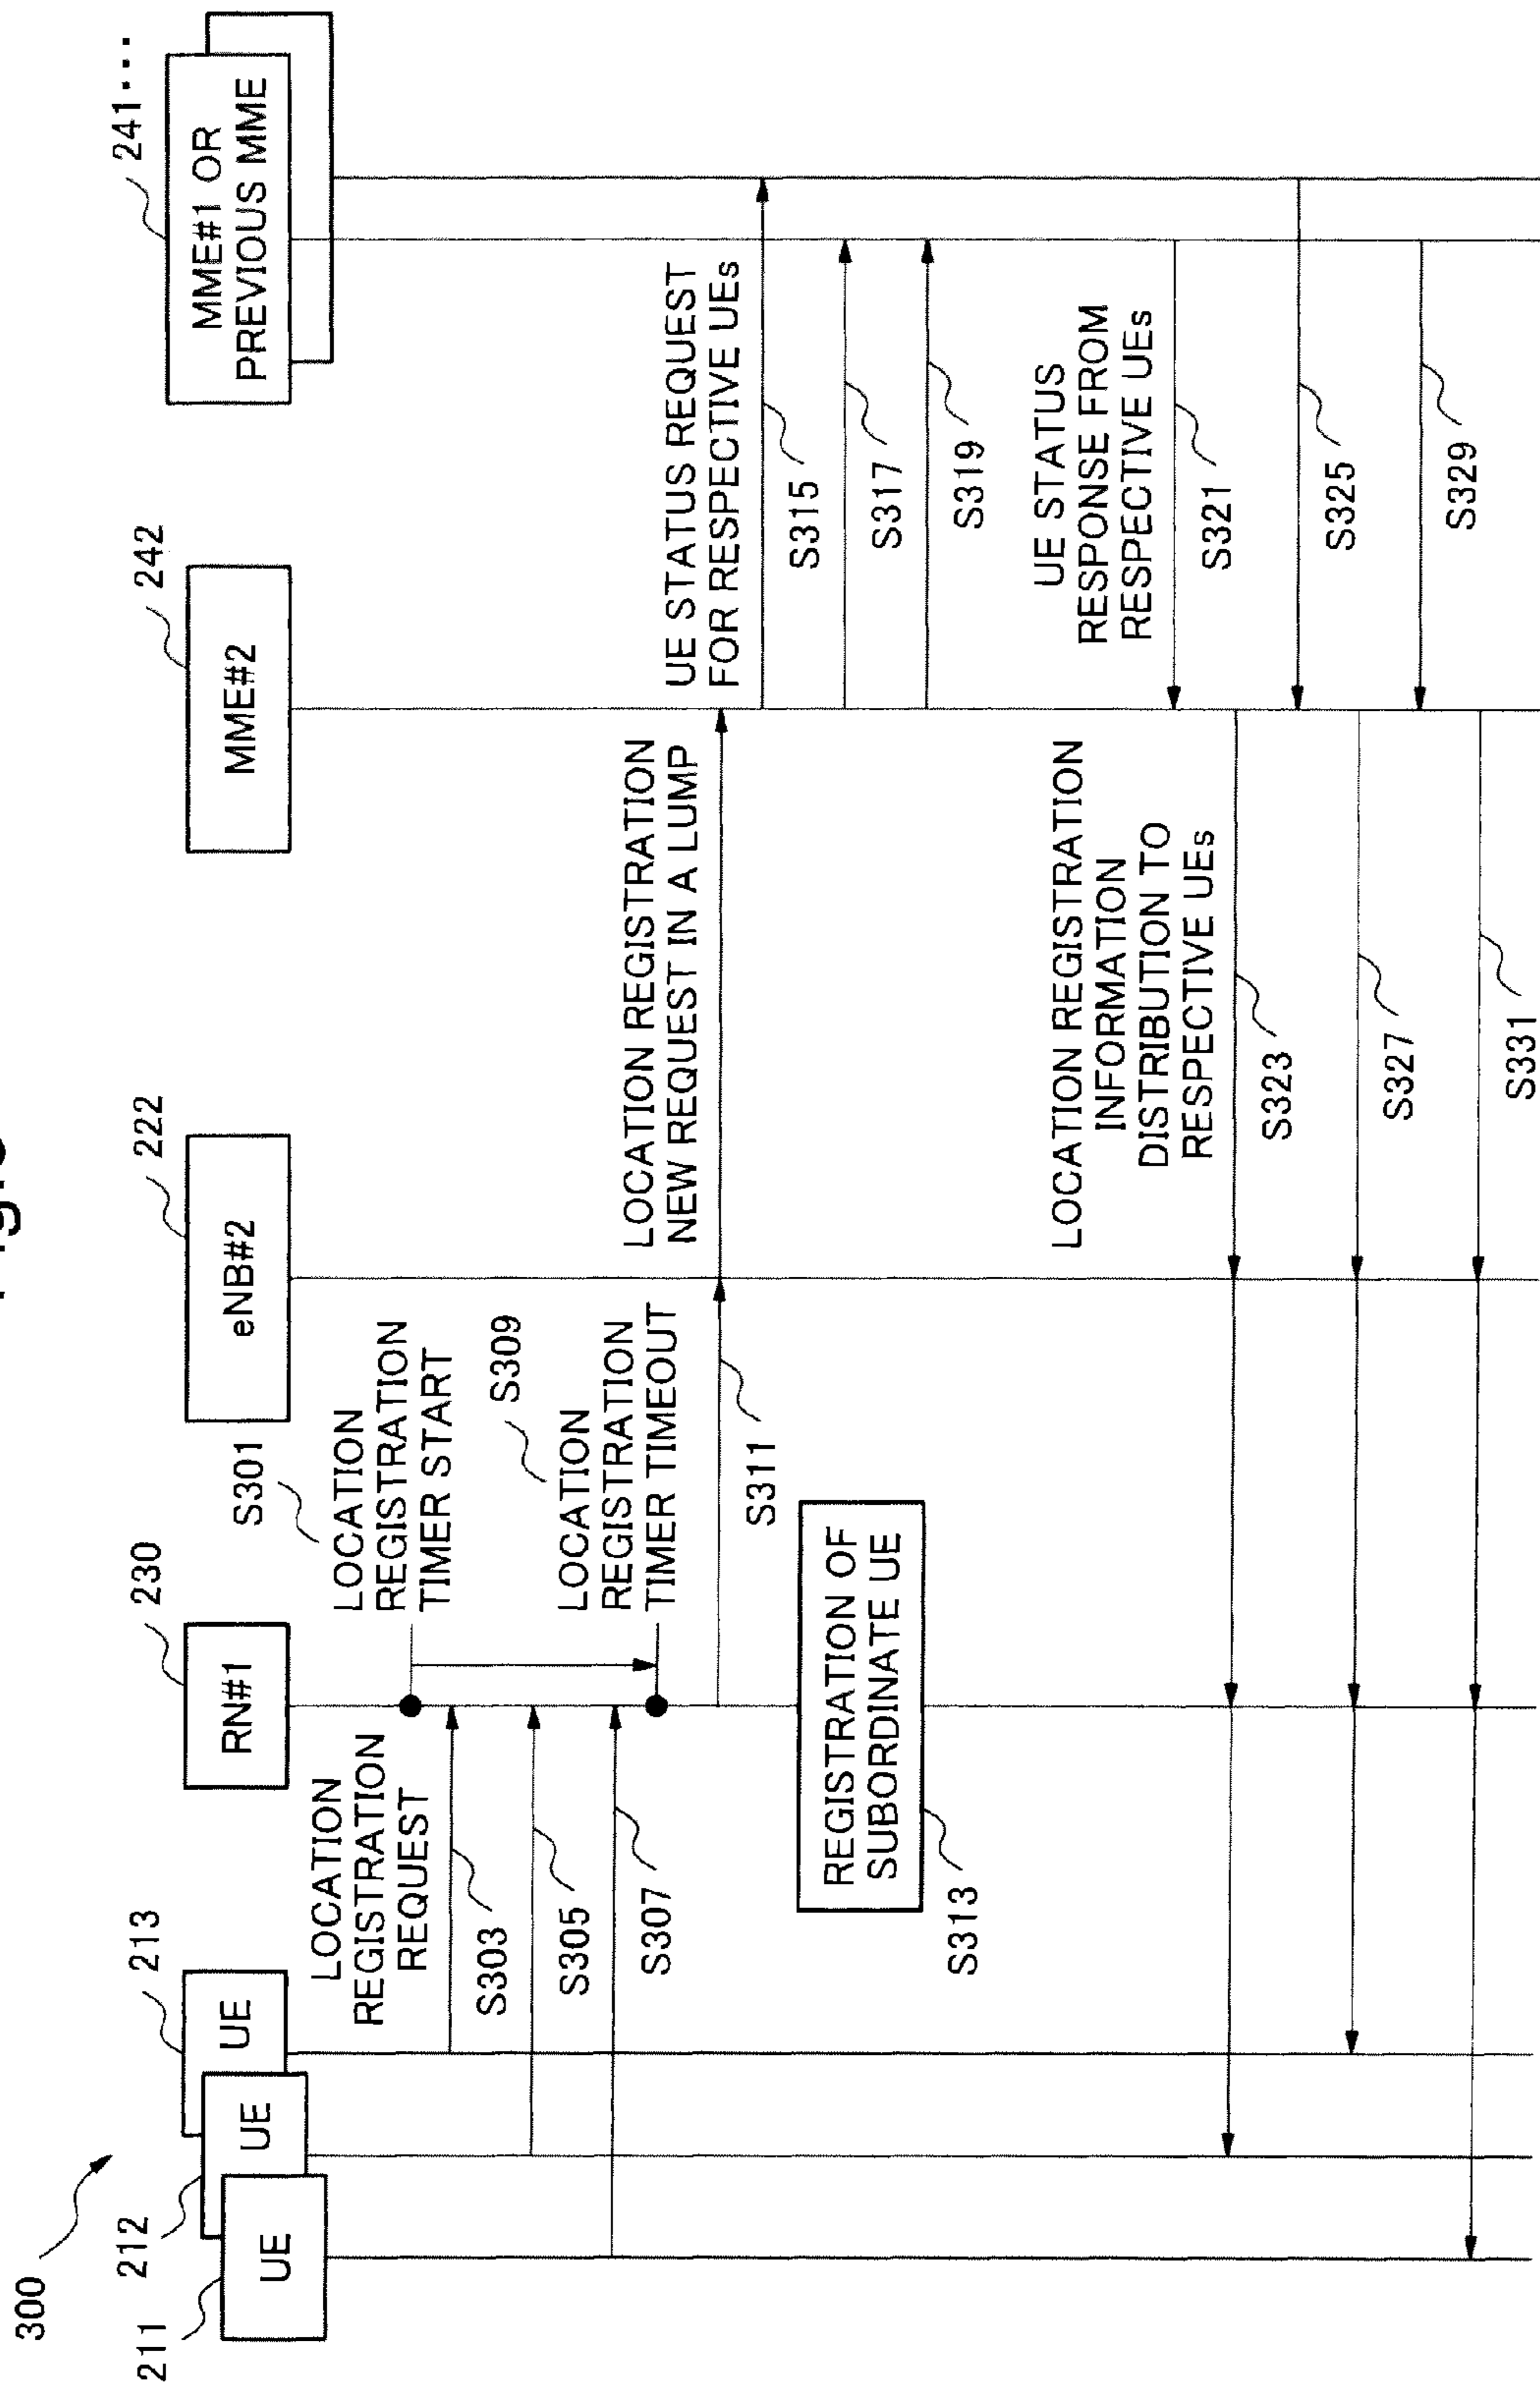 300
211
212
213
230
222
242
241...
UE
UE
UE
RN#1
eNB#2
MME#2
MME#1 OR
PREVIOUS MME
S301
LOCATION
REGISTRATION
TIMER START
LOCATION
REGISTRATION
REQUEST
S303
S305
S307
S309
LOCATION
REGISTRATION
TIMER TIMEOUT
S311
LOCATION REGISTRATION
NEW REQUEST IN A LUMP
REGISTRATION OF
SUBORDINATE UE
S313
UE STATUS REQUEST
FOR RESPECTIVE UEs
S315
S317
S319
UE STATUS
RESPONSE FROM
RESPECTIVE UEs
S321
LOCATION REGISTRATION
INFORMATION
DISTRIBUTION TO
RESPECTIVE UEs
S323
S325
S327
S329
S331